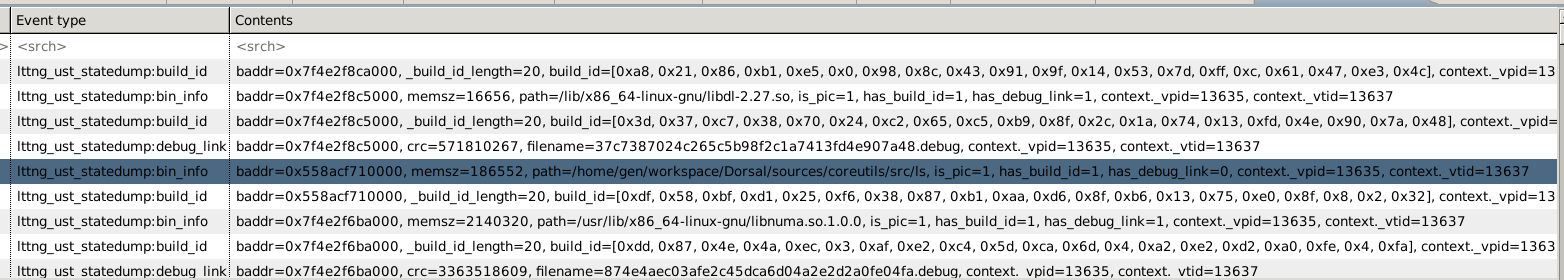 Event type Contents
> <srch> <srch>
lttng_ust_statedump:build_id baddr=0x7f4e2f8ca000, _build_id_length=20, build_id=[0xa8, 0x21, 0x86, 0xb1, 0xe5, 0x0, 0x98, 0x8c, 0x43, 0x91, 0x9f, 0x14, 0x53, 0x7d, 0xff, 0xc, 0x61, 0x47, 0xe3, 0x4c], context._vpid=13
lttng_ust_statedump:bin_info baddr=0x7f4e2f8c5000, memsz=16656, path=/lib/x86_64-linux-gnu/libdl-2.27.so, is_pic=1, has_build_id=1, has_debug_link=1, context._vpid=13635, context._vtid=13637
lttng_ust_statedump:build_id baddr=0x7f4e2f8c5000, _build_id_length=20, build_id=[0x3d, 0x37, 0xc7, 0x38, 0x70, 0x24, 0xc2, 0x65, 0xc5, 0xb9, 0x8f, 0x2c, 0x1a, 0x74, 0x13, 0xfd, 0x4e, 0x90, 0x7a, 0x48], context._vpid=
lttng_ust_statedump:debug_link baddr=0x7f4e2f8c5000, crc=571810267, filename=37c7387024c265c5b98f2c1a7413fd4e907a48.debug, context._vpid=13635, context._vtid=13637
lttng_ust_statedump:bin_info baddr=0x558acf710000, memsz=186552, path=/home/gen/workspace/Dorsal/sources/coreutils/src/ls, is_pic=1, has_build_id=1, has_debug_link=0, context._vpid=13635, context._vtid=13637
lttng_ust_statedump:build_id baddr=0x558acf710000, _build_id_length=20, build_id=[0xdf, 0x58, 0xbf, 0xd1, 0x25, 0xf6, 0x38, 0x87, 0xb1, 0xaa, 0xd6, 0x8f, 0xb6, 0x13, 0x75, 0xe0, 0x8f, 0x8, 0x2, 0x32], context._vpid=13
lttng_ust_statedump:bin_info baddr=0x7f4e2f6ba000, memsz=2140320, path=/usr/lib/x86_64-linux-gnu/libnuma.so.1.0.0, is_pic=1, has_build_id=1, has_debug_link=1, context._vpid=13635, context._vtid=13637
lttng_ust_statedump:build_id baddr=0x7f4e2f6ba000, _build_id_length=20, build_id=[0xdd, 0x87, 0x4e, 0x4a, 0xec, 0x3, 0xaf, 0xe2, 0xc4, 0x5d, 0xca, 0x6d, 0x4, 0xa2, 0xe2, 0xd2, 0xa0, 0xfe, 0x4, 0xfa], context._vpid=1363
lttng_ust_statedump:debug_link baddr=0x7f4e2f6ba000, crc=3363518609, filename=874e4aec03afe2c45dca6d04a2e2d2a0fe04fa.debug, context._vpid=13635, context._vtid=13637